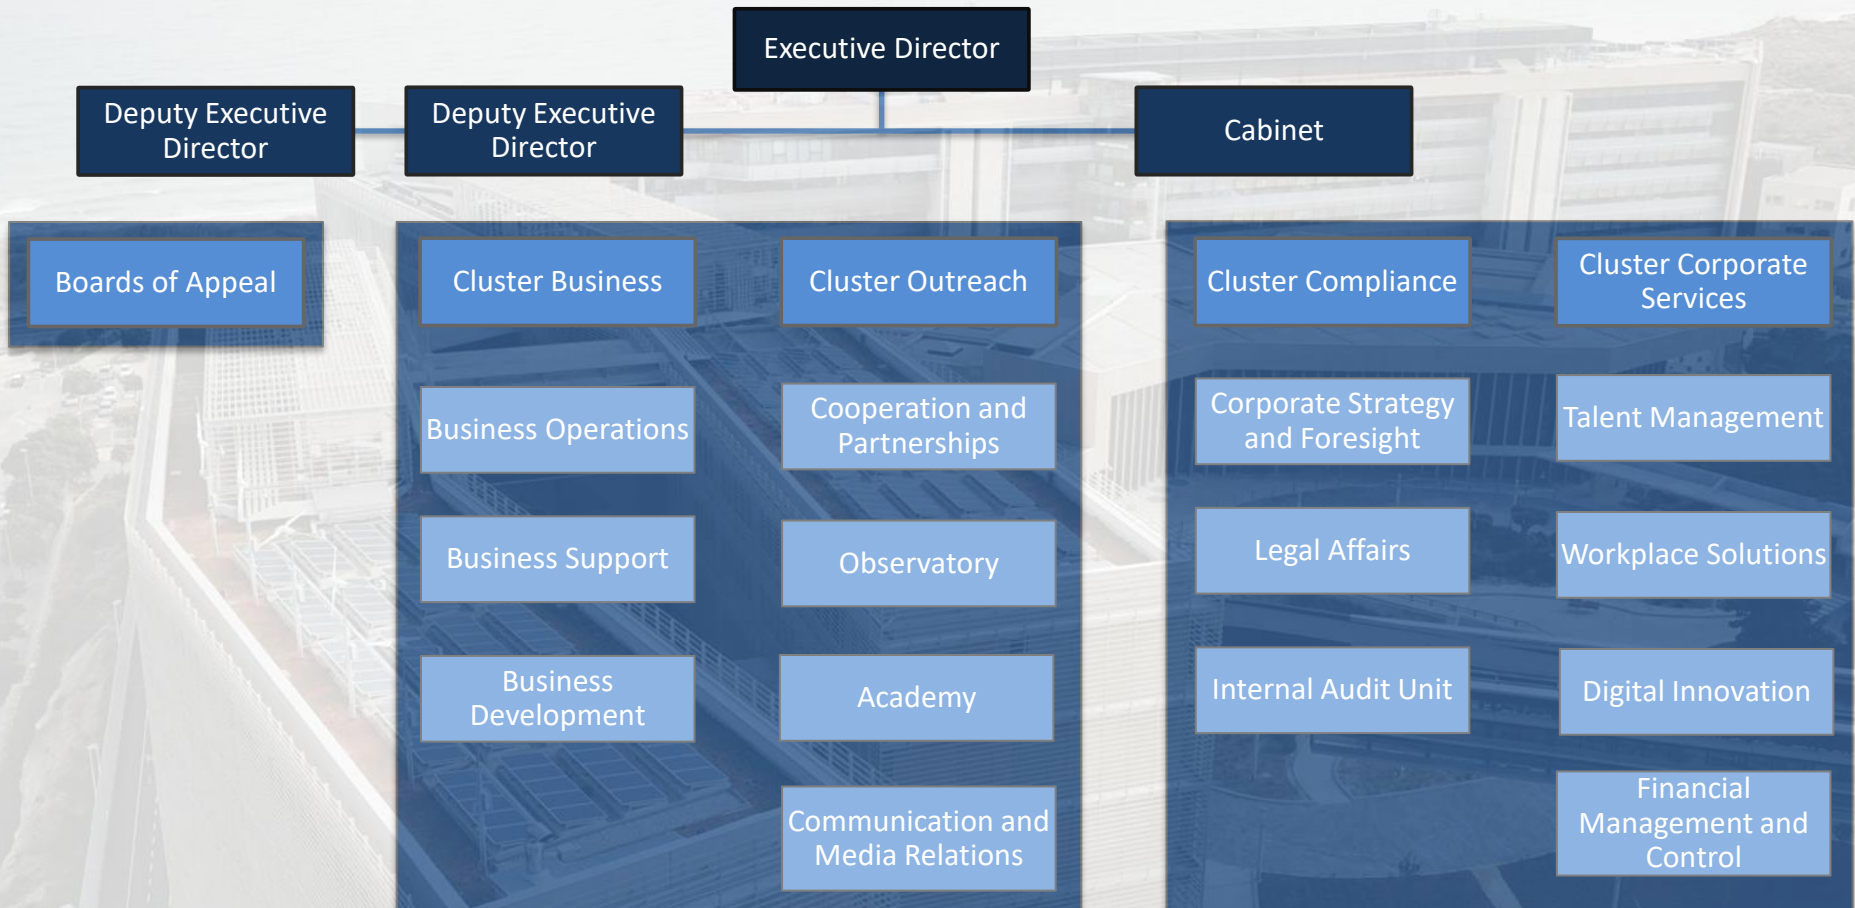 Executive Director
Deputy Executive
Director
Deputy Executive
Director
Cabinet
Boards of Appeal
Cluster Business
Cluster Outreach
Cluster Compliance
Cluster Corporate
Services
Business Operations
Cooperation and
Partnerships
Corporate Strategy
and Foresight
Talent Management
Business Support
Observatory
Legal Affairs
Workplace Solutions
Business
Development
Academy
Internal Audit Unit
Digital Innovation
Communication and
Media Relations
Financial
Management and
Control